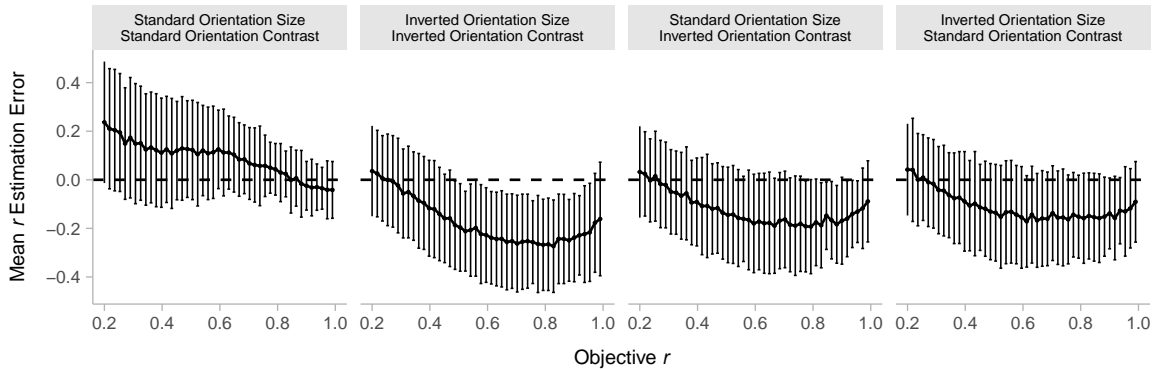 Standard Orientation Size
Standard Orientation Contrast
Inverted Orientation Size
Inverted Orientation Contrast
Standard Orientation Size
Inverted Orientation Contrast
Inverted Orientation Size
Standard Orientation Contrast
Mean r Estimation Error
0.4
0.2
0.0
−0.2
−0.4
0.2 0.4 0.6 0.8 1.0 0.2 0.4 0.6 0.8 1.0 0.2 0.4 0.6 0.8 1.0 0.2 0.4 0.6 0.8 1.0
Objective r